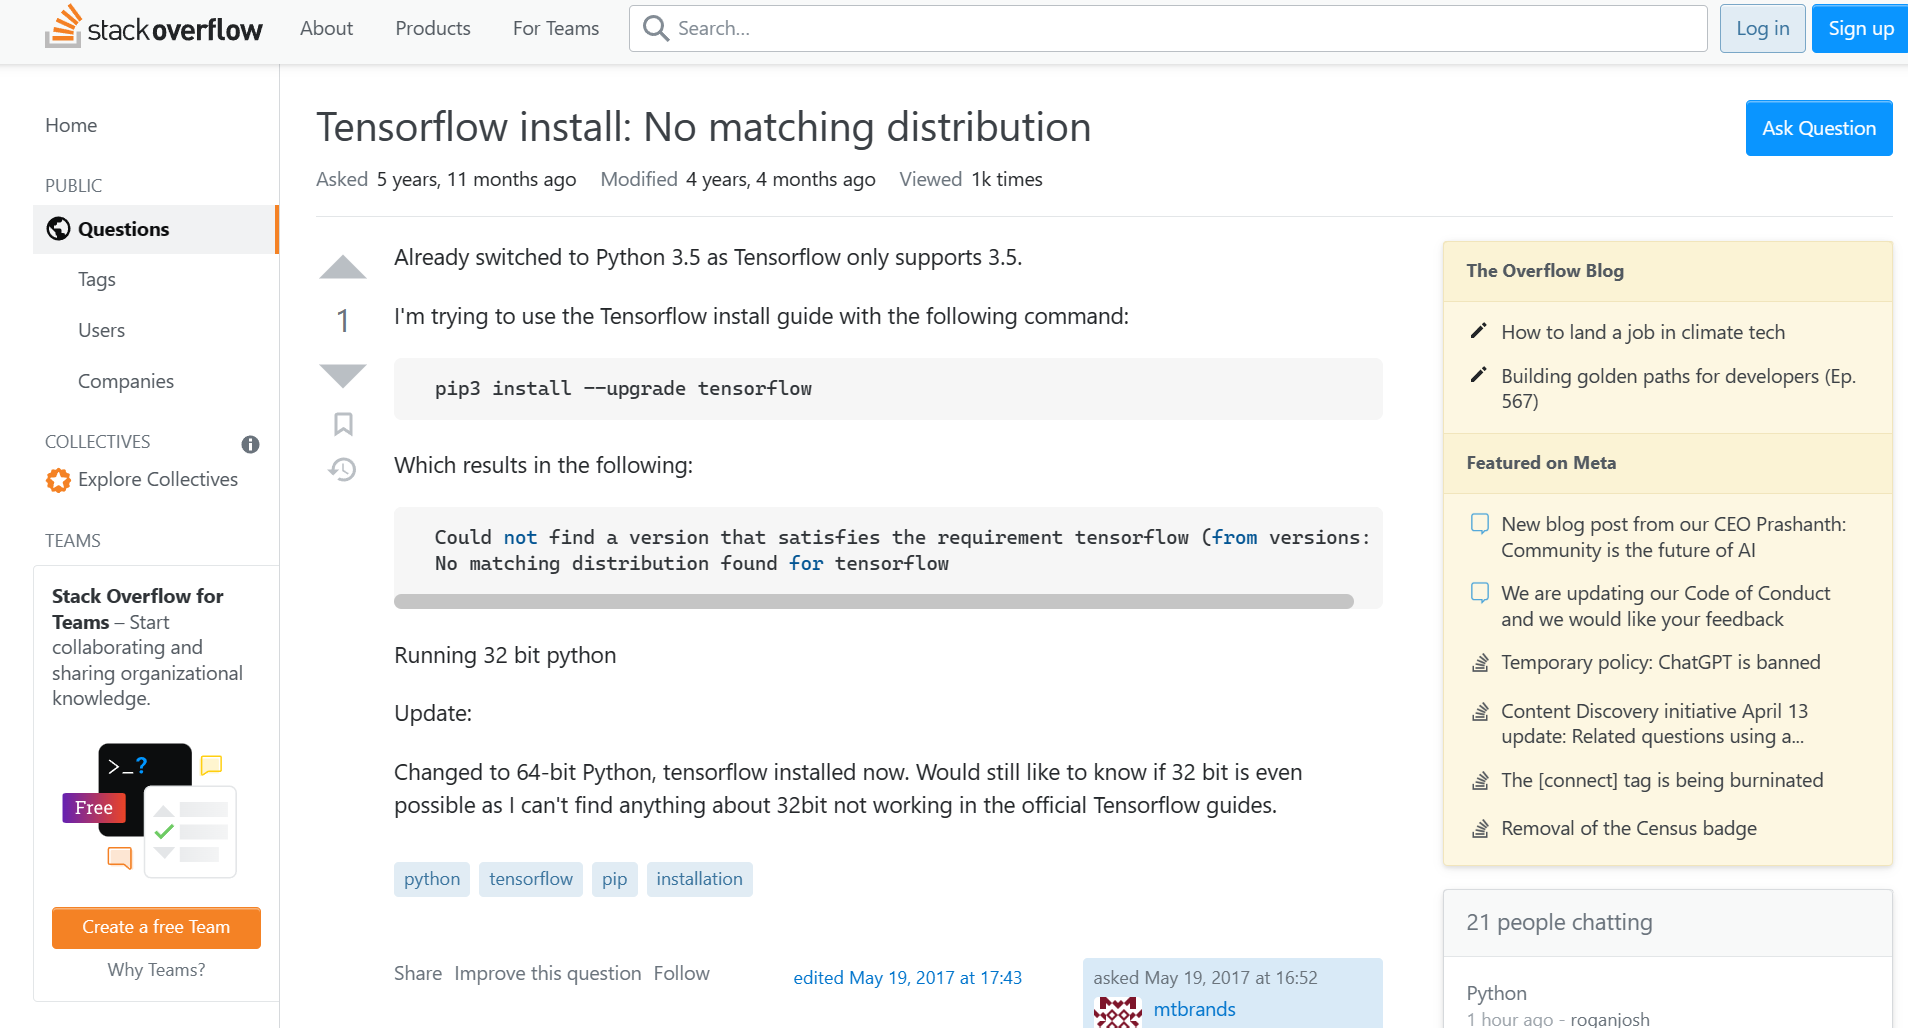 stack overflow
About
Products
For Teams
Search...
Log in
Sign up
Home
PUBLIC
Questions
Tags
Users
Companies
COLLECTIVES
Explore Collectives
TEAMS
Stack Overflow for
Teams – Start
collaborating and
sharing organizational
knowledge.
>_?
Free
Create a free Team
Why Teams?
Tensorflow install: No matching distribution
Ask Question
Asked 5 years, 11 months ago Modified 4 years, 4 months ago Viewed 1k times
1
Already switched to Python 3.5 as Tensorflow only supports 3.5.
I'm trying to use the Tensorflow install guide with the following command:
pip3 install --upgrade tensorflow
Which results in the following:
Could not find a version that satisfies the requirement tensorflow (from versions:
No matching distribution found for tensorflow
Running 32 bit python
Update:
Changed to 64-bit Python, tensorflow installed now. Would still like to know if 32 bit is even
possible as I can't find anything about 32bit not working in the official Tensorflow guides.
python tensorflow pip installation
Share Improve this question Follow
edited May 19, 2017 at 17:43
asked May 19, 2017 at 16:52
mtbrands
The Overflow Blog
How to land a job in climate tech
Building golden paths for developers (Ep.
567)
Featured on Meta
New blog post from our CEO Prashanth:
Community is the future of AI
We are updating our Code of Conduct
and we would like your feedback
Temporary policy: ChatGPT is banned
Content Discovery initiative April 13
update: Related questions using a...
The [connect] tag is being burninated
Removal of the Census badge
21 people chatting
Python
1 hour ago - roganjosh